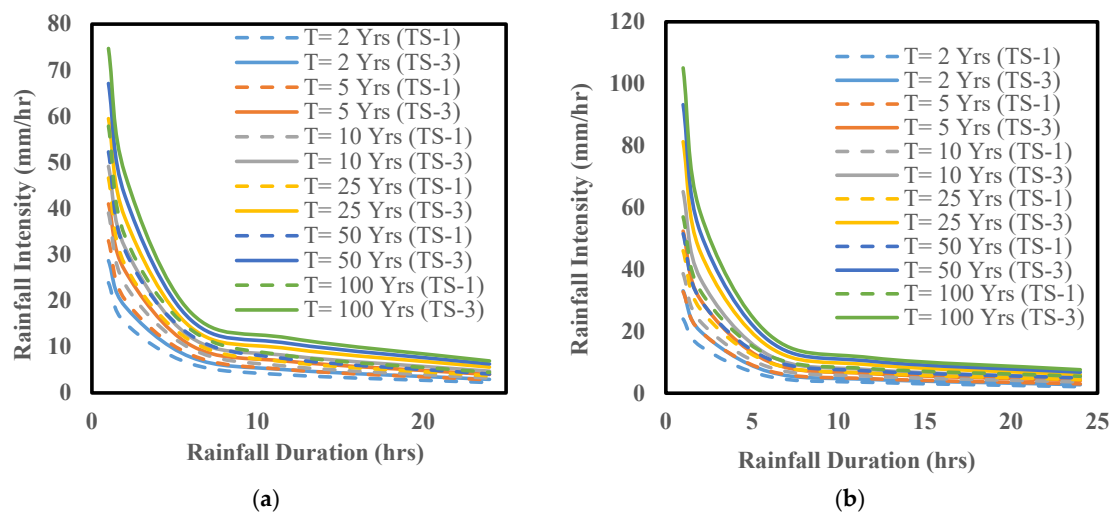 Rainfall Intensity (mm/hr)
80
70
60
50
40
30
20
10
0
0
10
20
Rainfall Duration (hrs)
T= 2 Yrs (TS-1)
T= 2 Yrs (TS-3)
T= 5 Yrs (TS-1)
T= 5 Yrs (TS-3)
T= 10 Yrs (TS-1)
T= 10 Yrs (TS-3)
T= 25 Yrs (TS-1)
T= 25 Yrs (TS-3)
T= 50 Yrs (TS-1)
T= 50 Yrs (TS-3)
T= 100 Yrs (TS-1)
T= 100 Yrs (TS-3)
(a)
Rainfall Intensity (mm/hr)
120
100
80
60
40
20
0
0
5
10
15
20
25
Rainfall Duration (hrs)
T= 2 Yrs (TS-1)
T= 2 Yrs (TS-3)
T= 5 Yrs (TS-1)
T= 5 Yrs (TS-3)
T= 10 Yrs (TS-1)
T= 10 Yrs (TS-3)
T= 25 Yrs (TS-1)
T= 25 Yrs (TS-3)
T= 50 Yrs (TS-1)
T= 50 Yrs (TS-3)
T= 100 Yrs (TS-1)
T= 100 Yrs (TS-3)
(b)